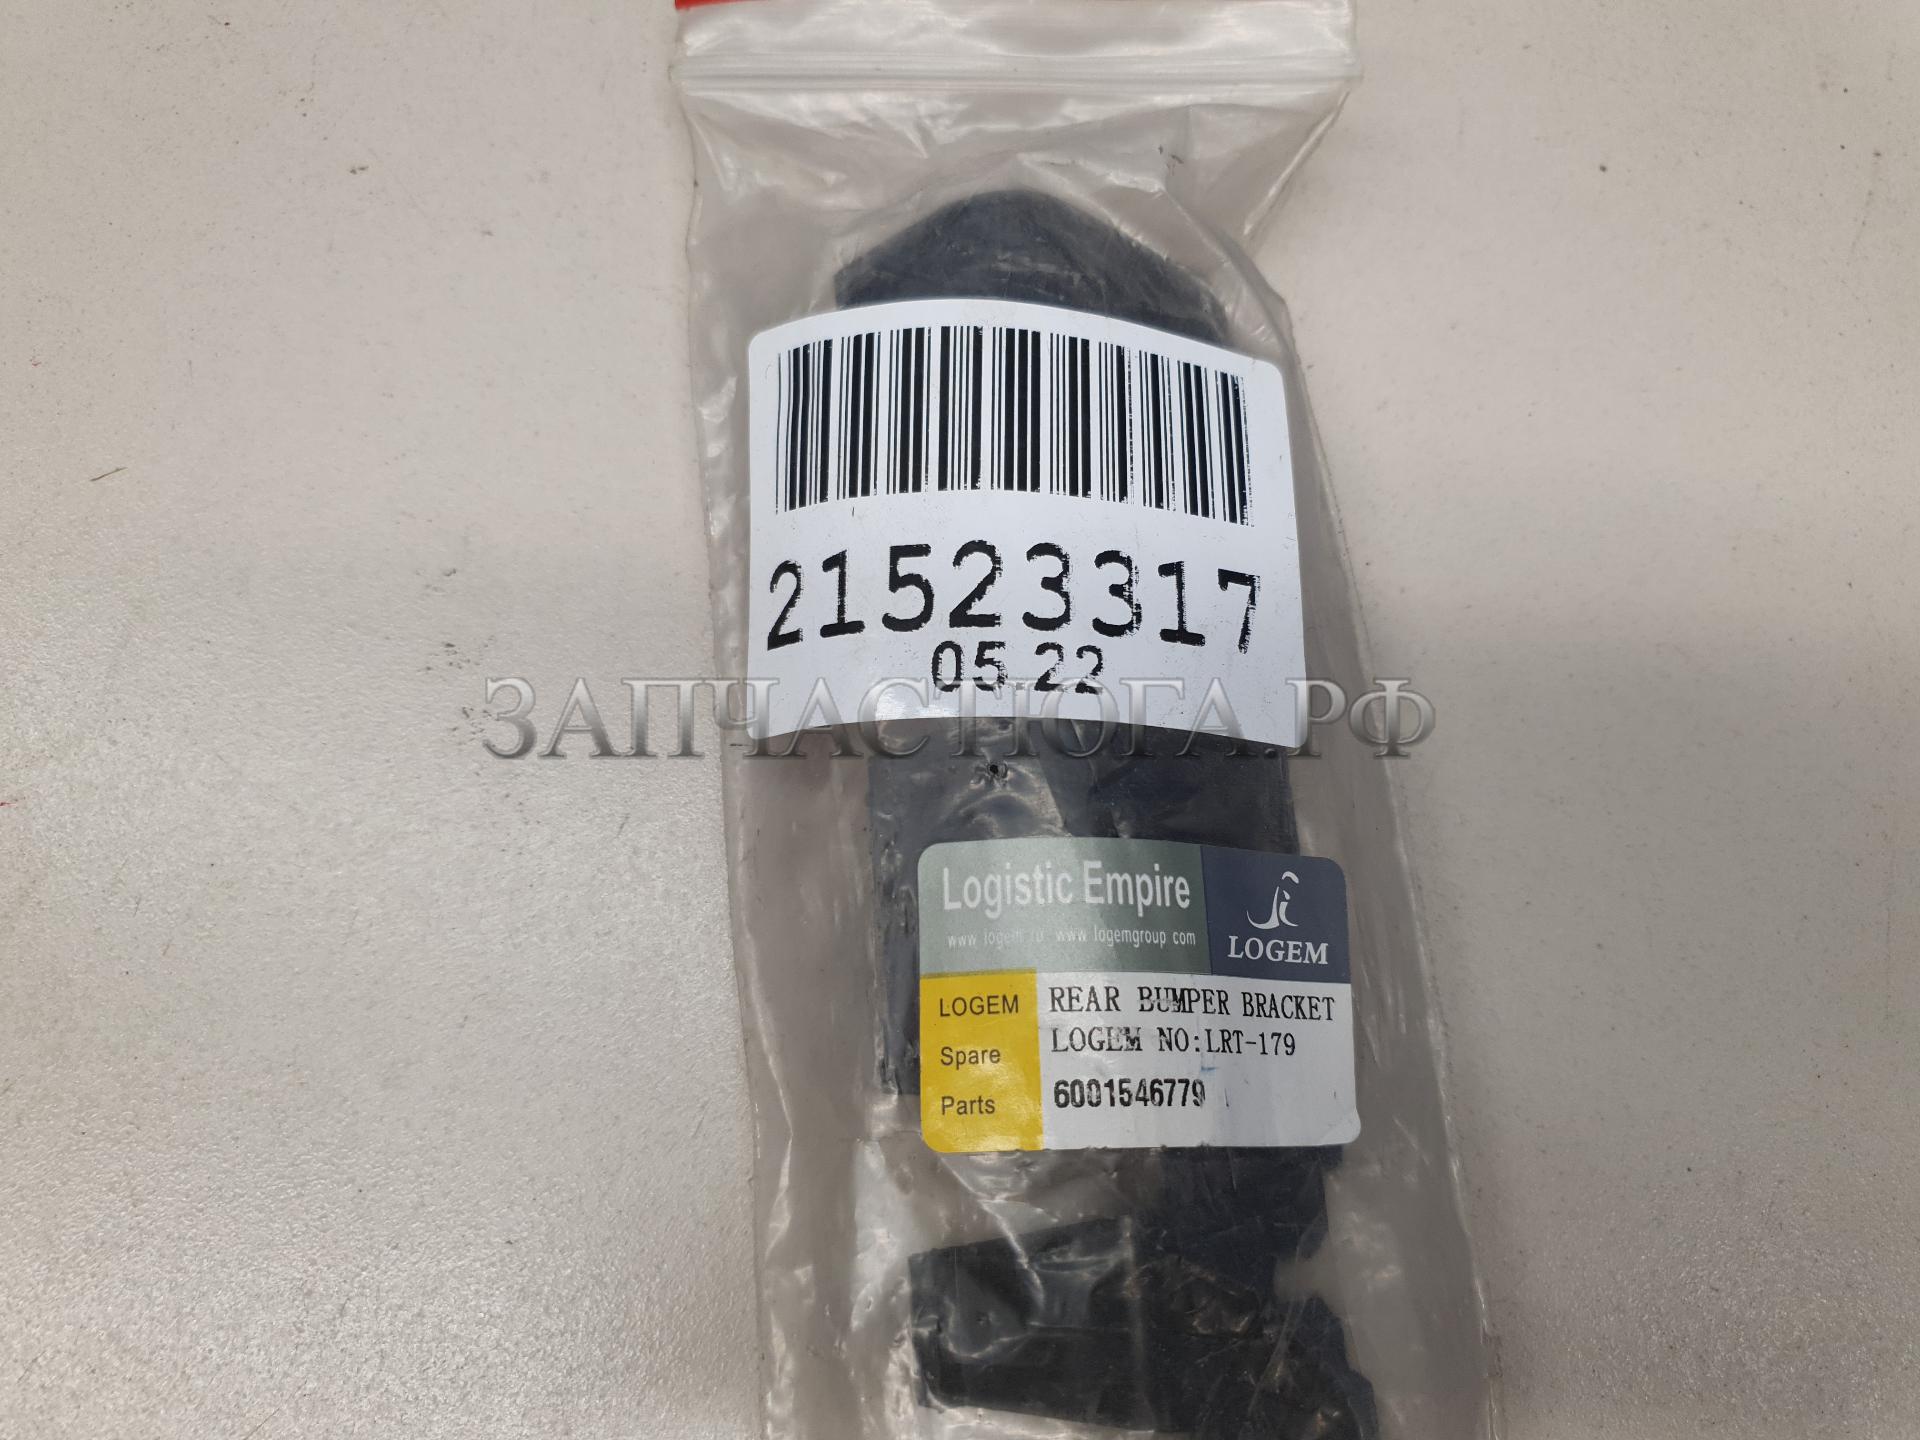 21523317
05.22
ЗАПЧАСТЮГА.РФ
Logistic Empire
www logem ru www logemgroup com
LOGEM
LOGEM
Spare
Parts
REAR BUMPER BRACKET
LOGEM NO:LRT-179
6001546779